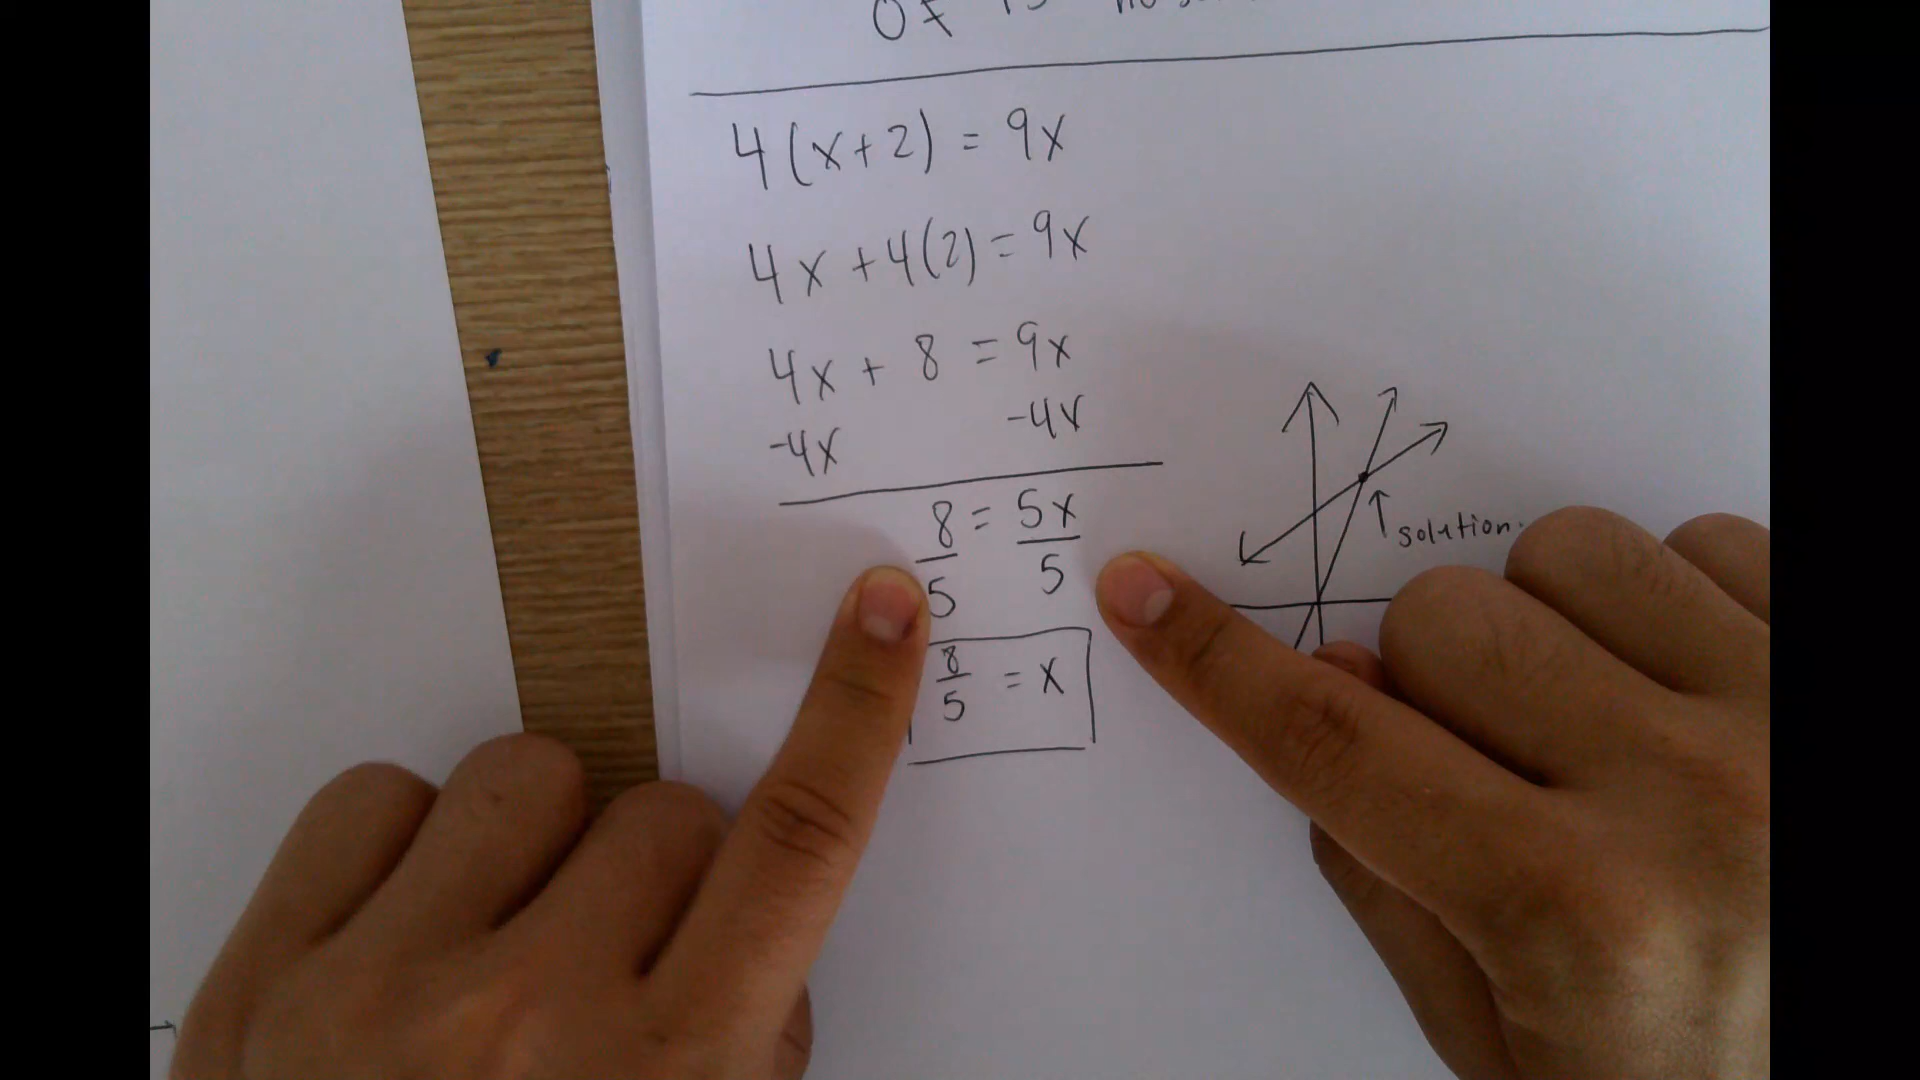 4(x+2) = 9x
4x + 4(2) = 9x
4x + 8 = 9x
-4x -4x
8 = 5x
5 5
8/5 = x
solution.